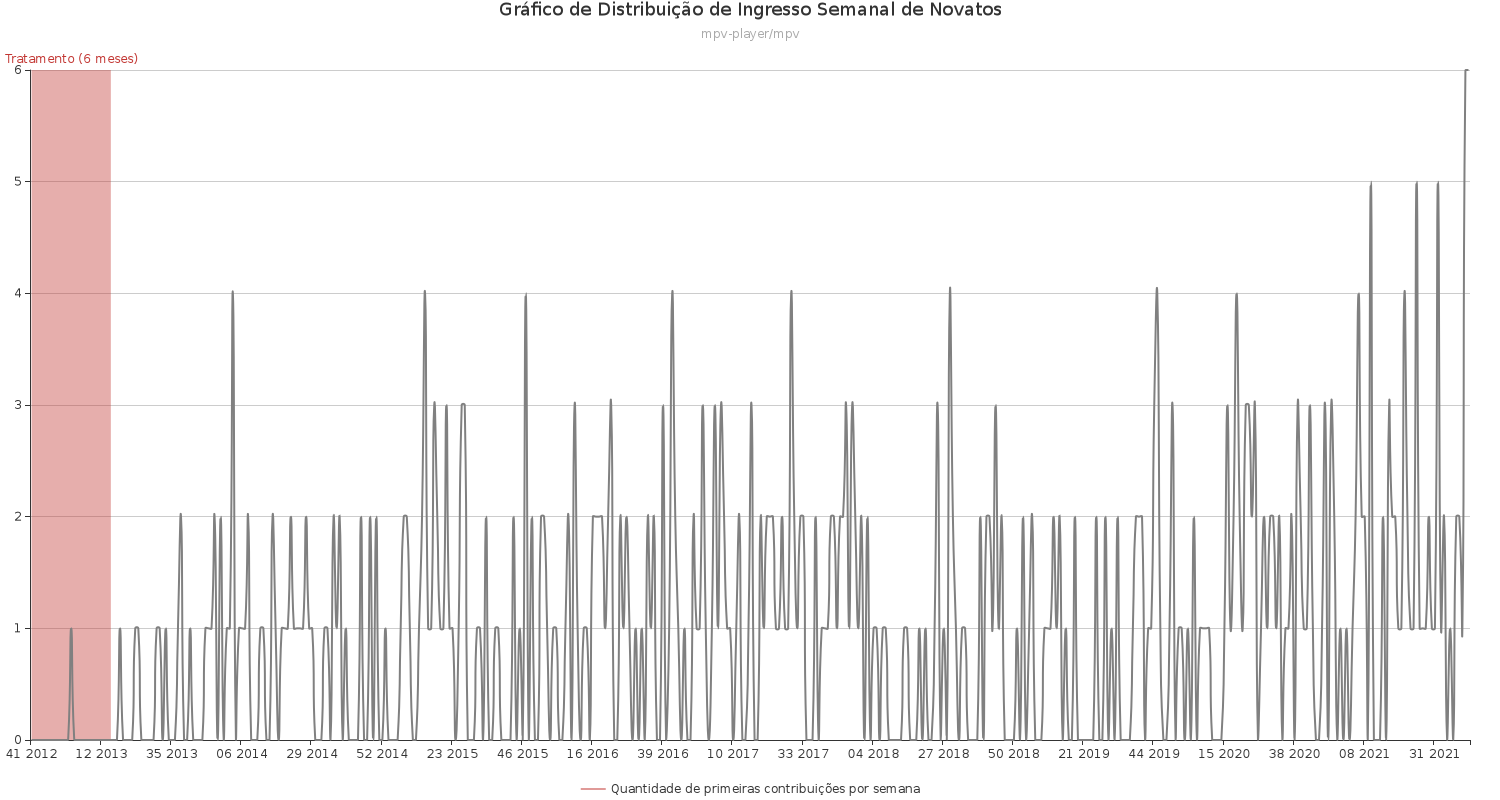 Gráfico de Distribuição de Ingresso Semanal de Novatos
mpv-player/mpv
Tratamento (6 meses)
6
5
4
3
2
1
0
41 2012 12 2013 35 2013 06 2014 29 2014 52 2014 23 2015 46 2015 16 2016 39 2016 10 2017 33 2017 04 2018 27 2018 50 2018 21 2019 44 2019 15 2020 38 2020 08 2021 31 2021
Quantidade de primeiras contribuições por semana